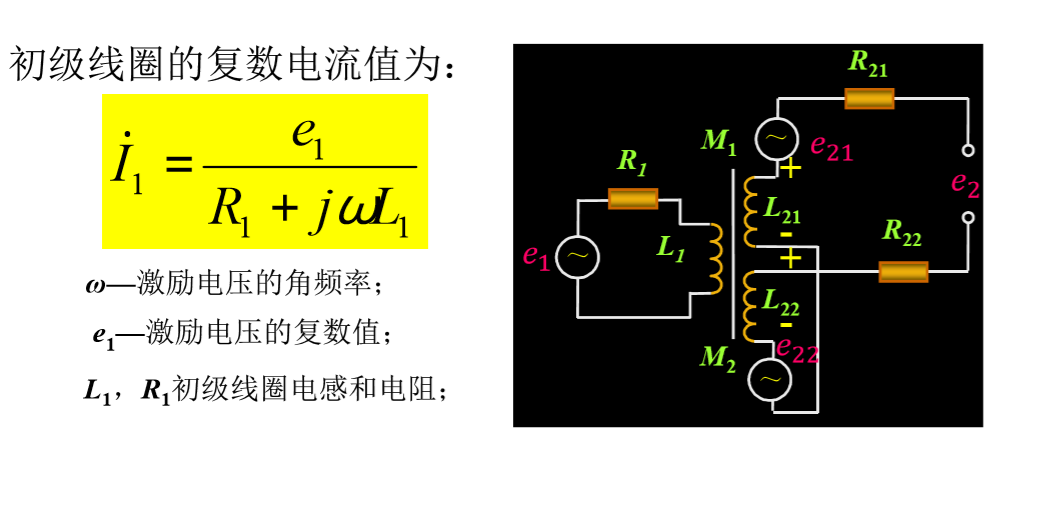 初级线圈的复数电流值为：
İ₁ = e₁ / (R₁ + jωL₁)
ω—激励电压的角频率；
e₁—激励电压的复数值；
L₁，R₁初级线圈电感和电阻；
R₂₁
M₁
~
e₂₁
R₁
+
e₂
L₂₁
L₁
-
R₂₂
e₁
~
+
L₂₂
-
M₂
e₂₂
~